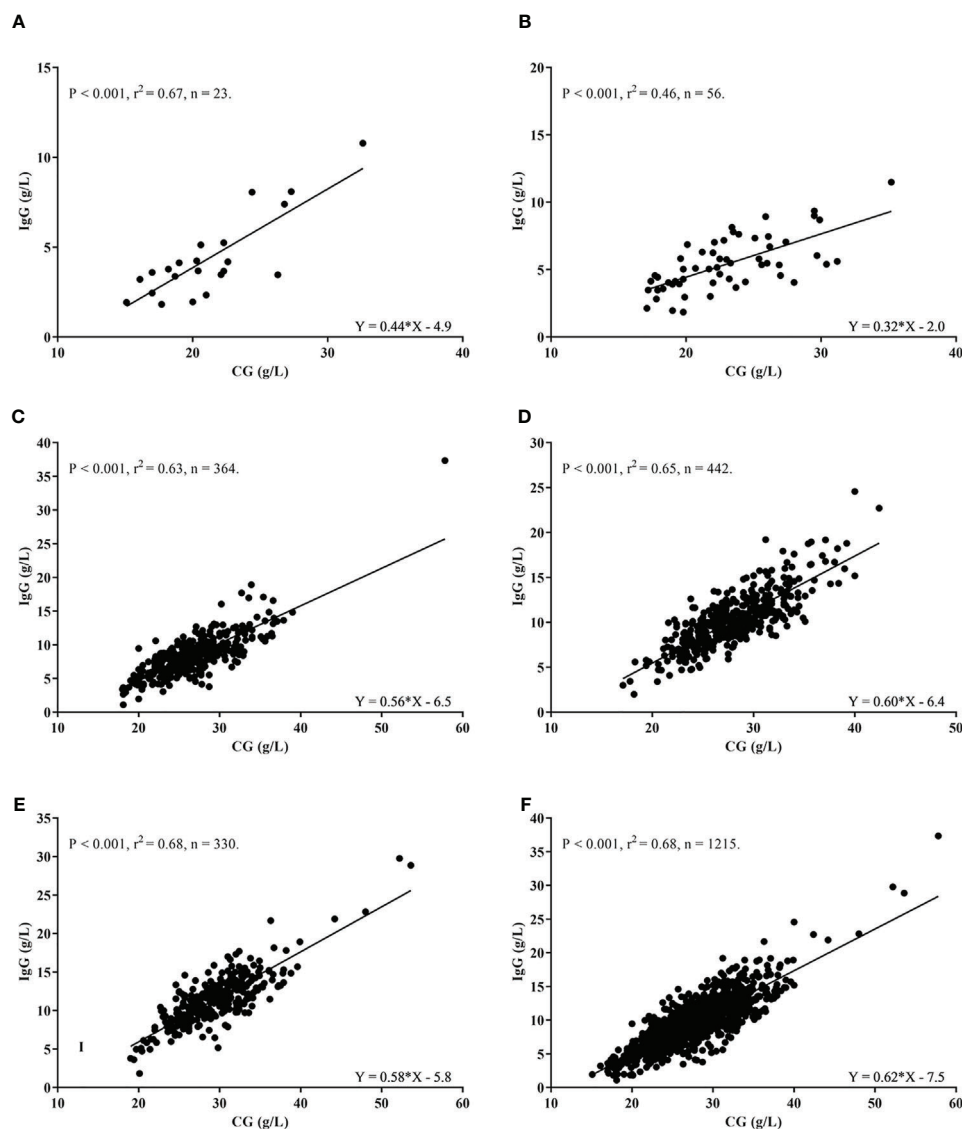 A
P < 0.001, r² = 0.67, n = 23.
IgG (g/L)
15
10
5
0
10 20 30 40
CG (g/L)
Y = 0.44*X - 4.9
B
P < 0.001, r² = 0.46, n = 56.
IgG (g/L)
20
15
10
5
0
10 20 30 40
CG (g/L)
Y = 0.32*X - 2.0
C
P < 0.001, r² = 0.63, n = 364.
IgG (g/L)
40
35
30
25
20
15
10
5
0
10 20 30 40 50 60
CG (g/L)
Y = 0.56*X - 6.5
D
P < 0.001, r² = 0.65, n = 442.
IgG (g/L)
30
25
20
15
10
5
0
10 20 30 40 50
CG (g/L)
Y = 0.60*X - 6.4
E
P < 0.001, r² = 0.68, n = 330.
IgG (g/L)
35
30
25
20
15
10
5
0
I
10 20 30 40 50 60
CG (g/L)
Y = 0.58*X - 5.8
F
P < 0.001, r² = 0.68, n = 1215.
IgG (g/L)
40
35
30
25
20
15
10
5
0
10 20 30 40 50 60
CG (g/L)
Y = 0.62*X - 7.5